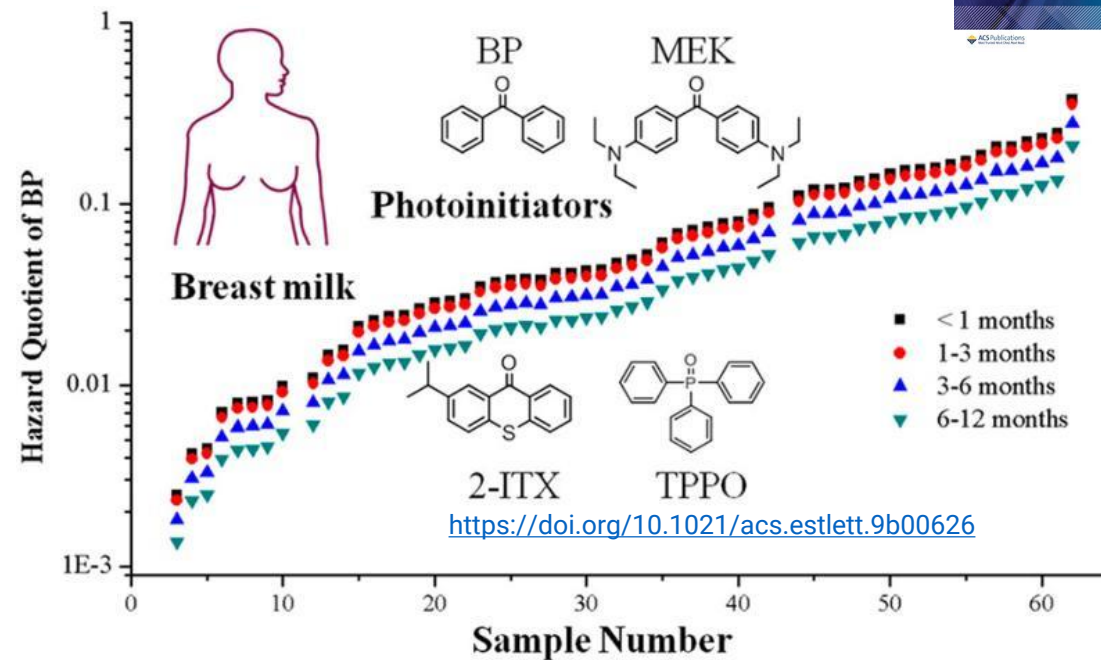 ACS Publications
1
0.1
0.01
1E-3
Hazard Quotient of BP
BP
MEK
O
O
N
N
Photoinitiators
Breast milk
< 1 months
1-3 months
3-6 months
6-12 months
O
S
O
P
2-ITX
TPPO
https://doi.org/10.1021/acs.estlett.9b00626
0 10 20 30 40 50 60
Sample Number